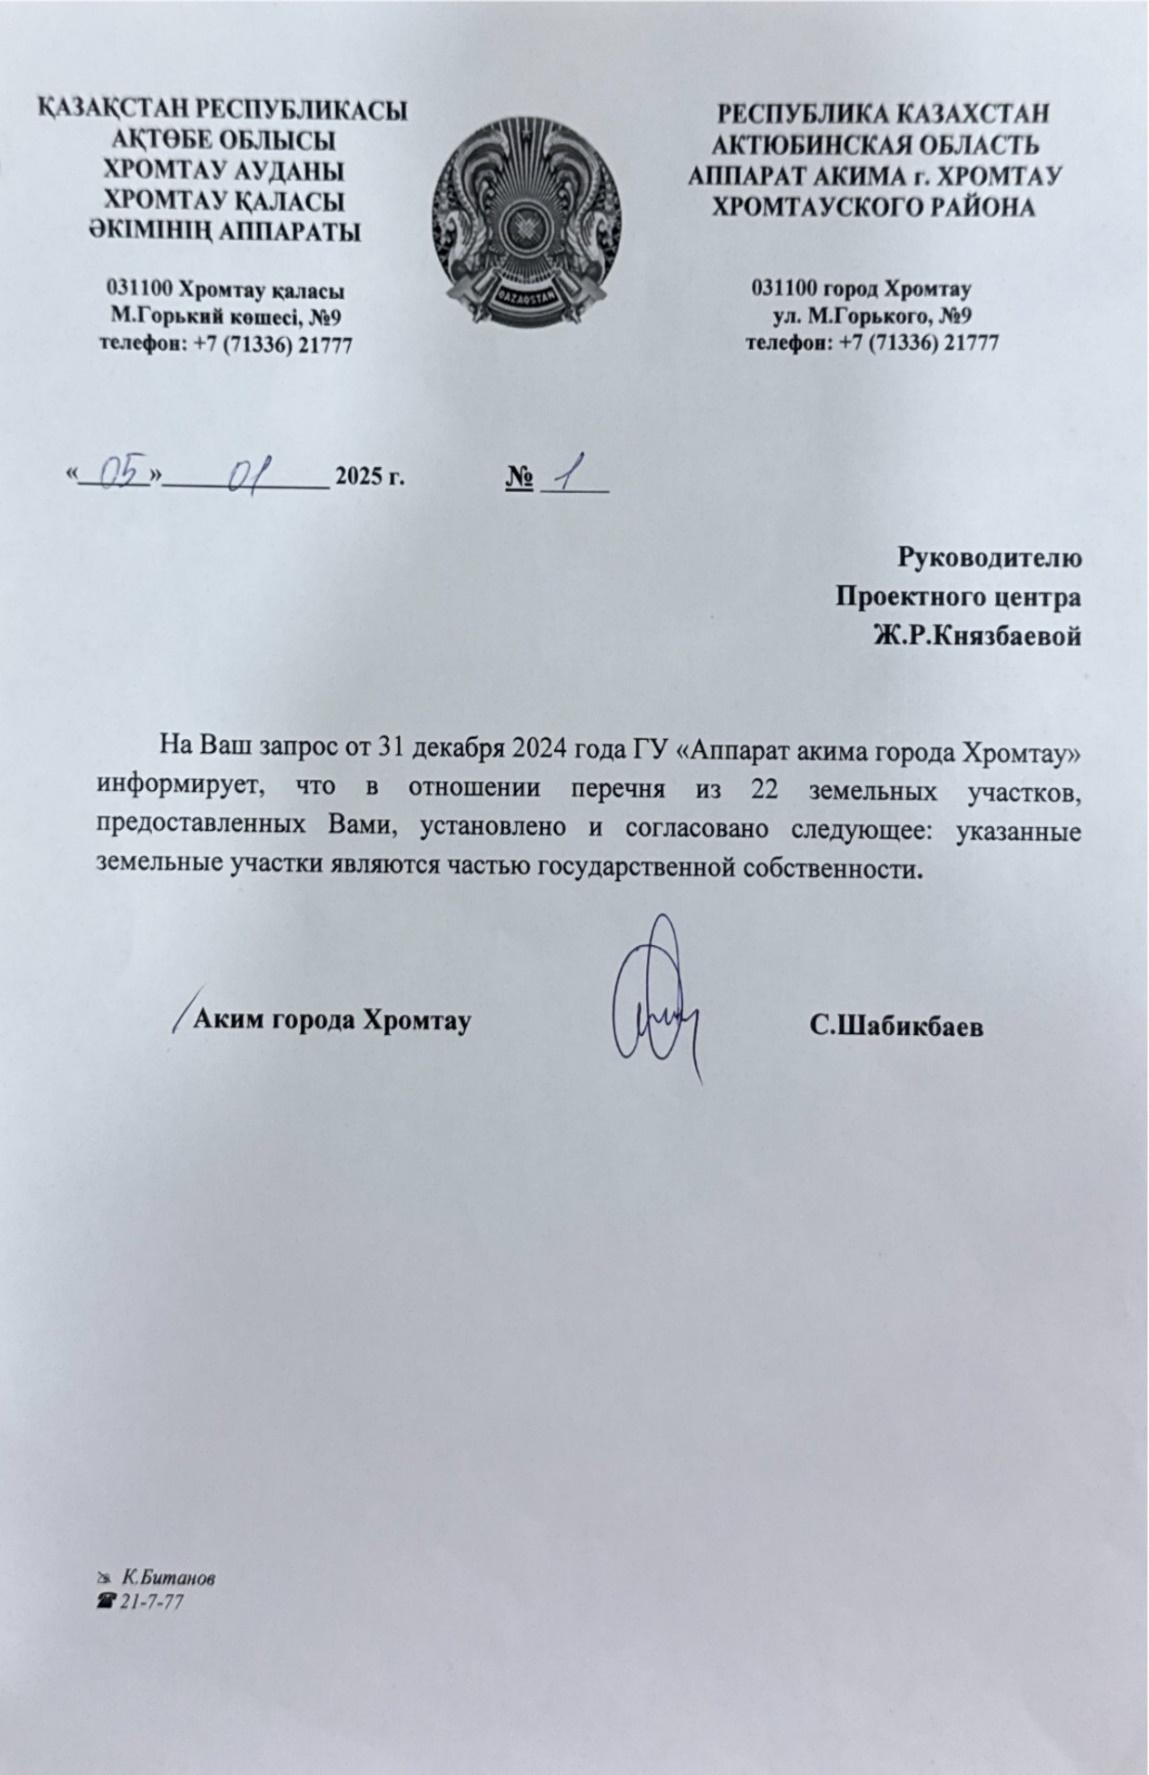 ҚАЗАҚСТАН РЕСПУБЛИКАСЫ
АҚТӨБЕ ОБЛЫСЫ
ХРОМТАУ АУДАНЫ
ХРОМТАУ ҚАЛАСЫ
ӘКІМІНІҢ АППАРАТЫ
031100 Хромтау қаласы
М.Горький көшесі, №9
телефон: +7 (71336) 21777
QAZAQSTAN
РЕСПУБЛИКА КАЗАХСТАН
АКТЮБИНСКАЯ ОБЛАСТЬ
АППАРАТ АКИМА г. ХРОМТАУ
ХРОМТАУСКОГО РАЙОНА
031100 город Хромтау
ул. М.Горького, №9
телефон: +7 (71336) 21777
«05» 01 2025 г. № 1
Руководителю
Проектного центра
Ж.Р.Князбаевой
На Ваш запрос от 31 декабря 2024 года ГУ «Аппарат акима города Хромтау»
информирует, что в отношении перечня из 22 земельных участков,
предоставленных Вами, установлено и согласовано следующее: указанные
земельные участки являются частью государственной собственности.
Аким города Хромтау С.Шабикбаев
К.Битанов
21-7-77